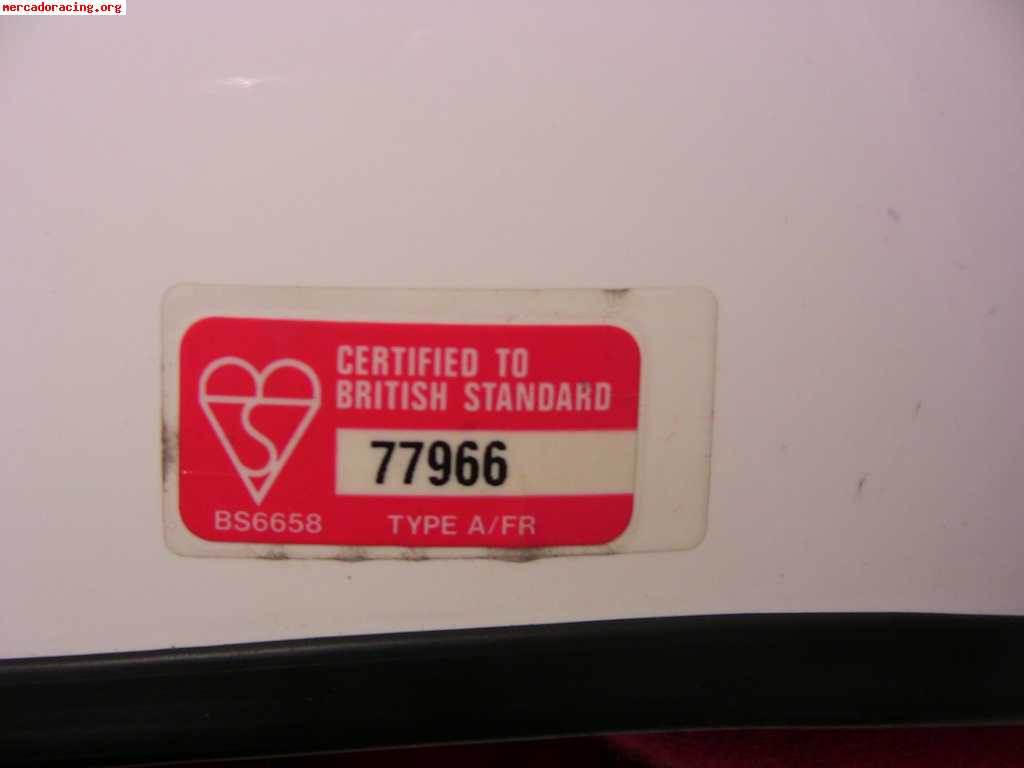 mercadoracing.org
CERTIFIED TO
BRITISH STANDARD
77966
BS6658 TYPE A/FR